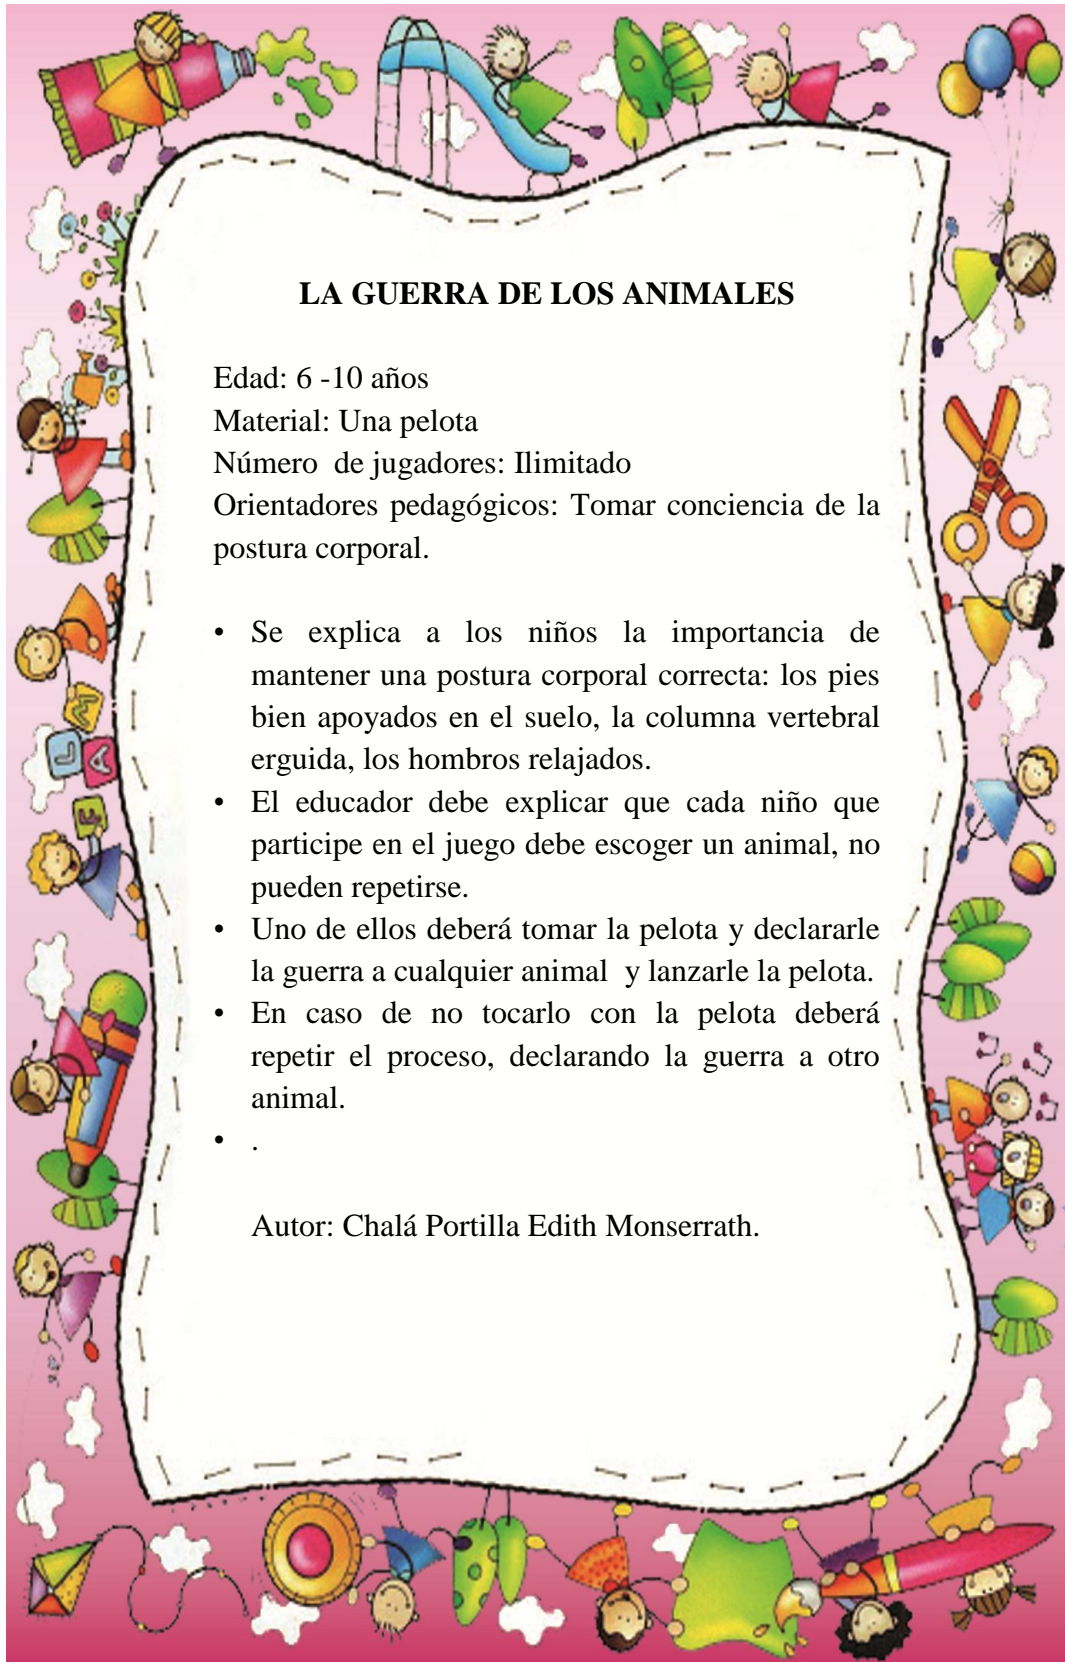 LA GUERRA DE LOS ANIMALES
Edad: 6 -10 años
Material: Una pelota
Número  de jugadores: Ilimitado
Orientadores pedagógicos: Tomar conciencia de la
postura corporal.
• Se explica a los niños la importancia de
mantener una postura corporal correcta: los pies
bien apoyados en el suelo, la columna vertebral
erguida, los hombros relajados.
• El educador debe explicar que cada niño que
participe en el juego debe escoger un animal, no
pueden repetirse.
• Uno de ellos deberá tomar la pelota y declararle
la guerra a cualquier animal  y lanzarle la pelota.
• En caso de no tocarlo con la pelota deberá
repetir el proceso, declarando la guerra a otro
animal.
• .
Autor: Chalá Portilla Edith Monserrath.
M
L
A
F